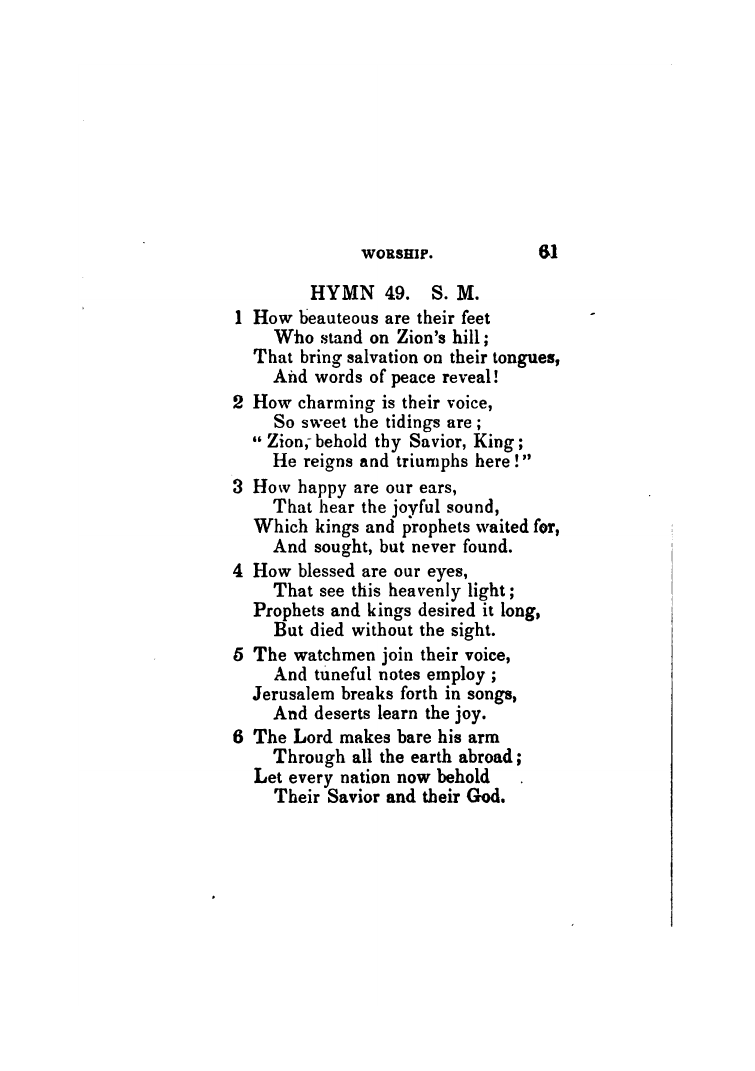 WORSHIP. 61
HYMN 49. S. M.
1 How beauteous are their feet
Who stand on Zion's hill;
That bring salvation on their tongues,
And words of peace reveal!
2 How charming is their voice,
So sweet the tidings are;
"Zion, behold thy Savior, King;
He reigns and triumphs here!"
3 How happy are our ears,
That hear the joyful sound,
Which kings and prophets waited for,
And sought, but never found.
4 How blessed are our eyes,
That see this heavenly light;
Prophets and kings desired it long,
But died without the sight.
5 The watchmen join their voice,
And tuneful notes employ;
Jerusalem breaks forth in songs,
And deserts learn the joy.
6 The Lord makes bare his arm
Through all the earth abroad;
Let every nation now behold
Their Savior and their God.